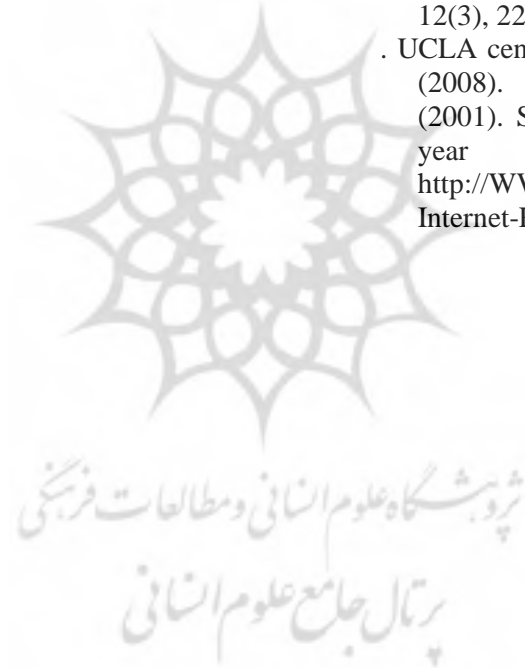 12(3), 22
. UCLA cen
(2008).
(2001). S
year
http://WV
Internet-
پژوهشگاه علوم انسانی و مطالعات فرهنگی
پرتال جامع علوم انسانی